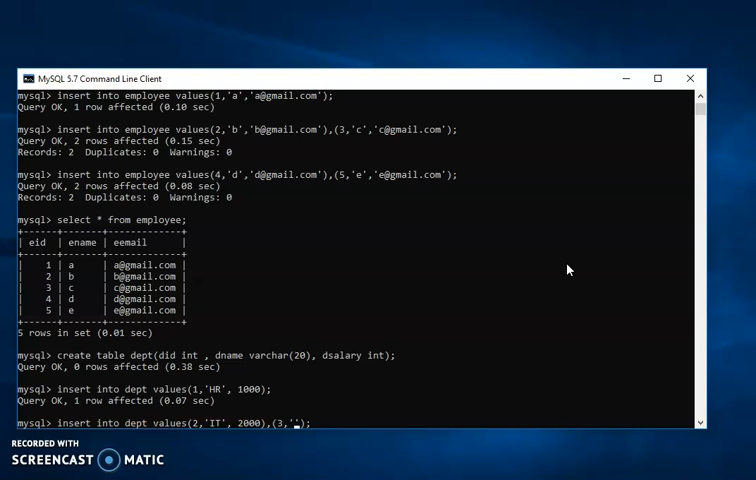 MySQL 5.7 Command Line Client
mysql> insert into employee values(1,'a','a@gmail.com');
Query OK, 1 row affected (0.10 sec)
mysql> insert into employee values(2,'b','b@gmail.com'),(3,'c','c@gmail.com');
Query OK, 2 rows affected (0.15 sec)
Records: 2  Duplicates: 0  Warnings: 0
mysql> insert into employee values(4,'d','d@gmail.com'),(5,'e','e@gmail.com');
Query OK, 2 rows affected (0.08 sec)
Records: 2  Duplicates: 0  Warnings: 0
mysql> select * from employee;
+------+-------+-------------+
| eid  | ename | eemail      |
+------+-------+-------------+
|    1 | a     | a@gmail.com |
|    2 | b     | b@gmail.com |
|    3 | c     | c@gmail.com |
|    4 | d     | d@gmail.com |
|    5 | e     | e@gmail.com |
+------+-------+-------------+
5 rows in set (0.01 sec)
mysql> create table dept(did int , dname varchar(20), dsalary int);
Query OK, 0 rows affected (0.38 sec)
mysql> insert into dept values(1,'HR', 1000);
Query OK, 1 row affected (0.07 sec)
mysql> insert into dept values(2,'IT', 2000),(3,'');
RECORDED WITH
SCREENCAST MATIC